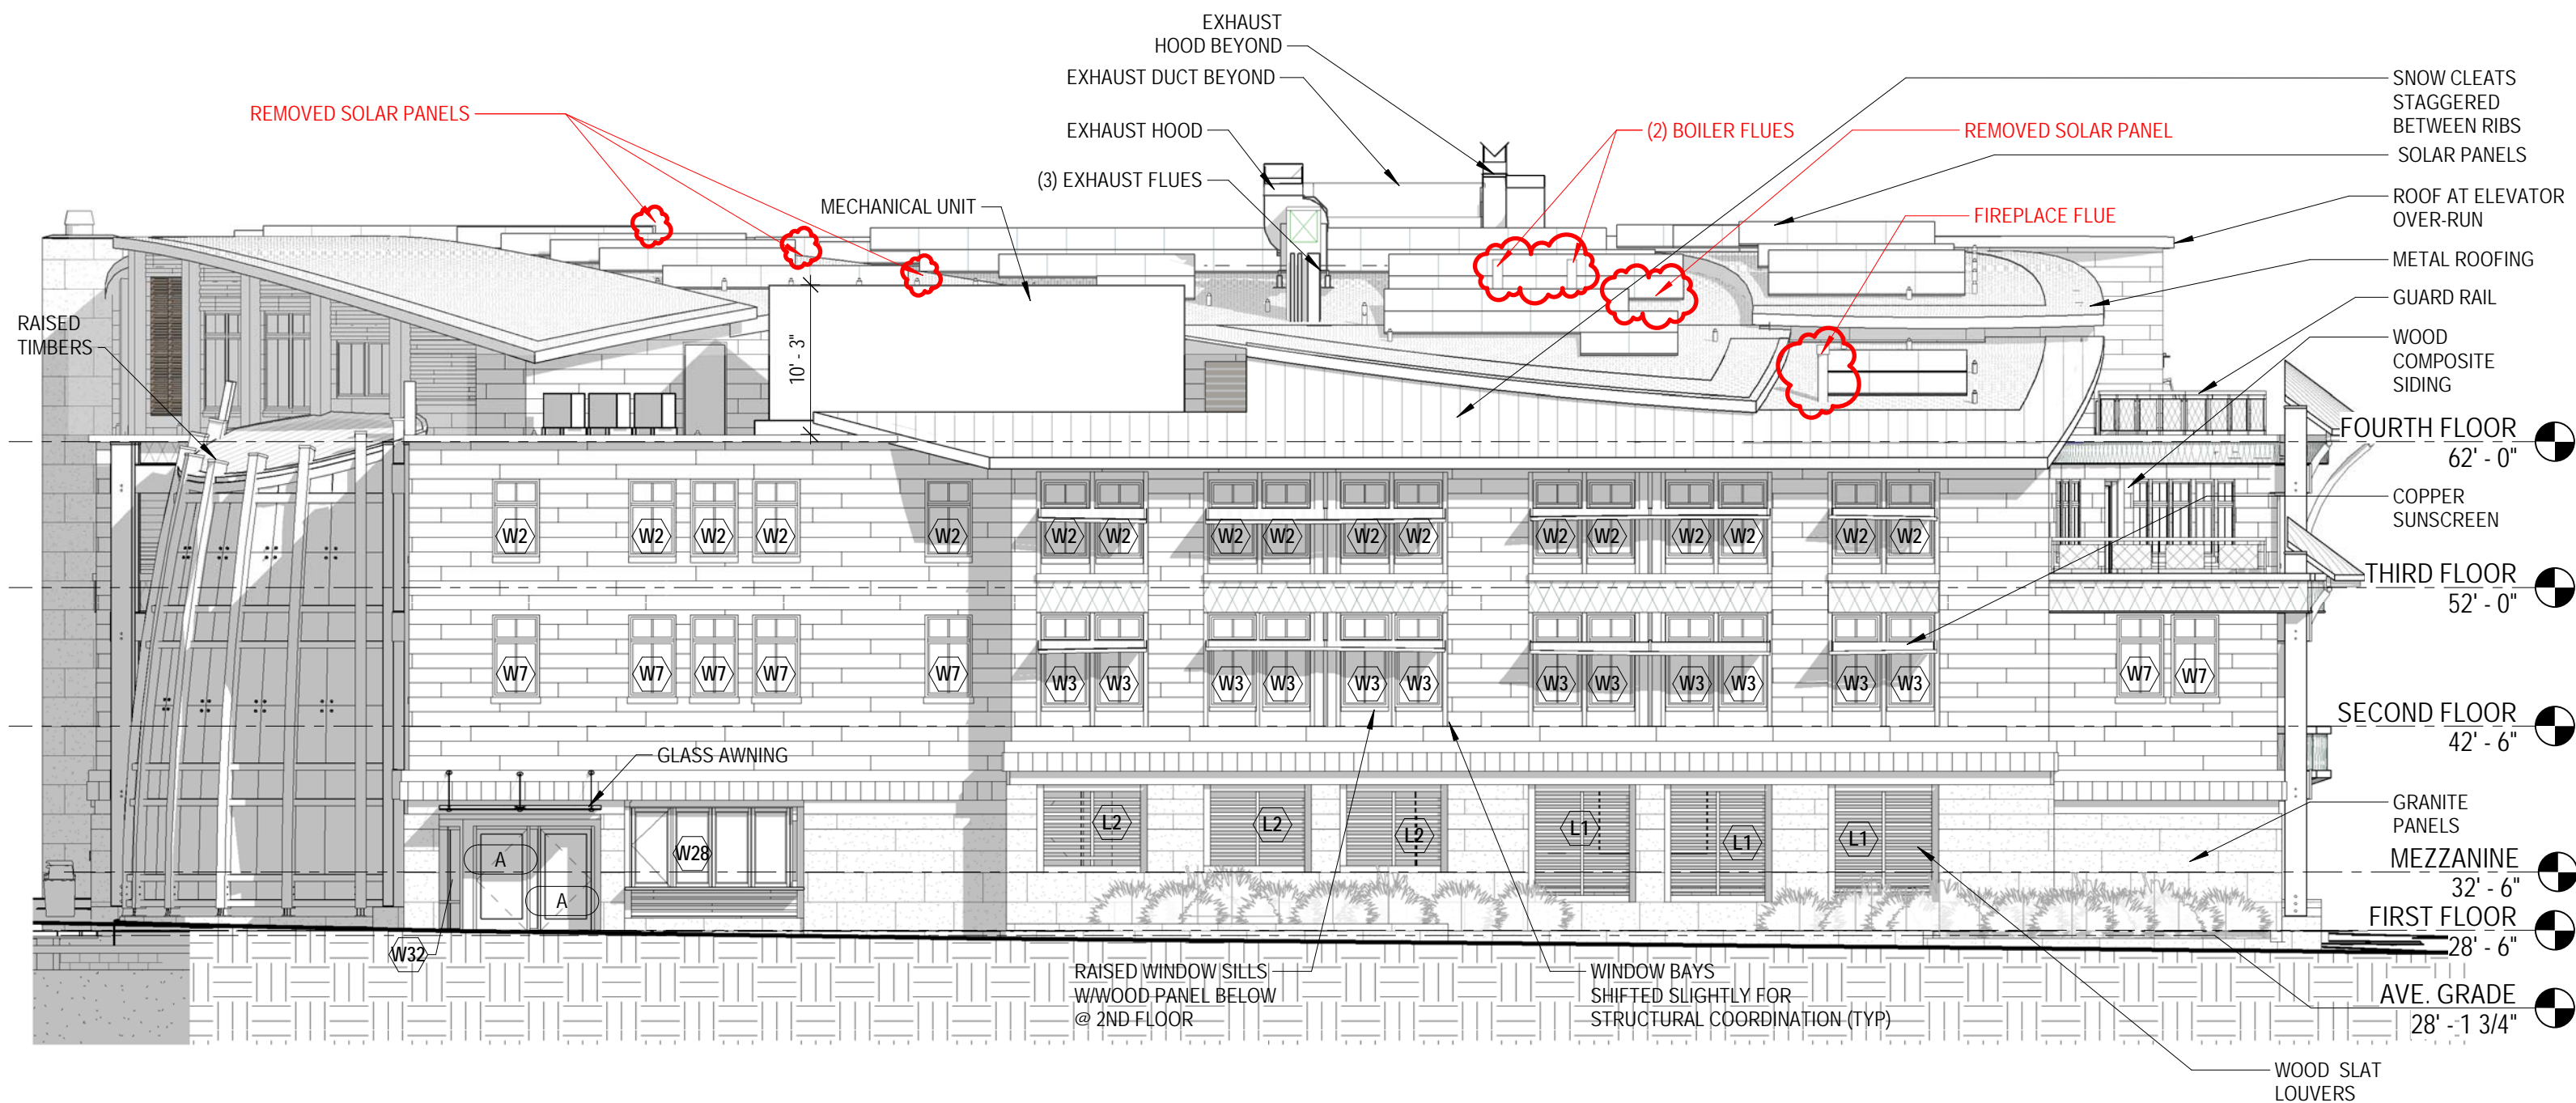 EXHAUST
HOOD BEYOND
EXHAUST DUCT BEYOND
EXHAUST HOOD
(3) EXHAUST FLUES
MECHANICAL UNIT
REMOVED SOLAR PANELS
(2) BOILER FLUES
REMOVED SOLAR PANEL
FIREPLACE FLUE
SNOW CLEATS
STAGGERED
BETWEEN RIBS
SOLAR PANELS
ROOF AT ELEVATOR
OVER-RUN
METAL ROOFING
GUARD RAIL
WOOD
COMPOSITE
SIDING
RAISED
TIMBERS
10' - 3"
FOURTH FLOOR
62' - 0"
COPPER
SUNSCREEN
W2 W2 W2 W2 W2 W2 W2 W2 W2 W2 W2 W2 W2 W2 W2 W2 W2
THIRD FLOOR
52' - 0"
W7 W7 W7 W7 W7 W3 W3 W3 W3 W3 W3 W3 W3 W3 W3 W3 W3 W7 W7
SECOND FLOOR
42' - 6"
GLASS AWNING
GRANITE
PANELS
L2 L2 L2 L1 L1 L1
W28
A
A
MEZZANINE
32' - 6"
FIRST FLOOR
28' - 6"
W32
RAISED WINDOW SILLS
W/WOOD PANEL BELOW
@ 2ND FLOOR
WINDOW BAYS
SHIFTED SLIGHTLY FOR
STRUCTURAL COORDINATION (TYP)
AVE. GRADE
28' - 1 3/4"
WOOD SLAT
LOUVERS